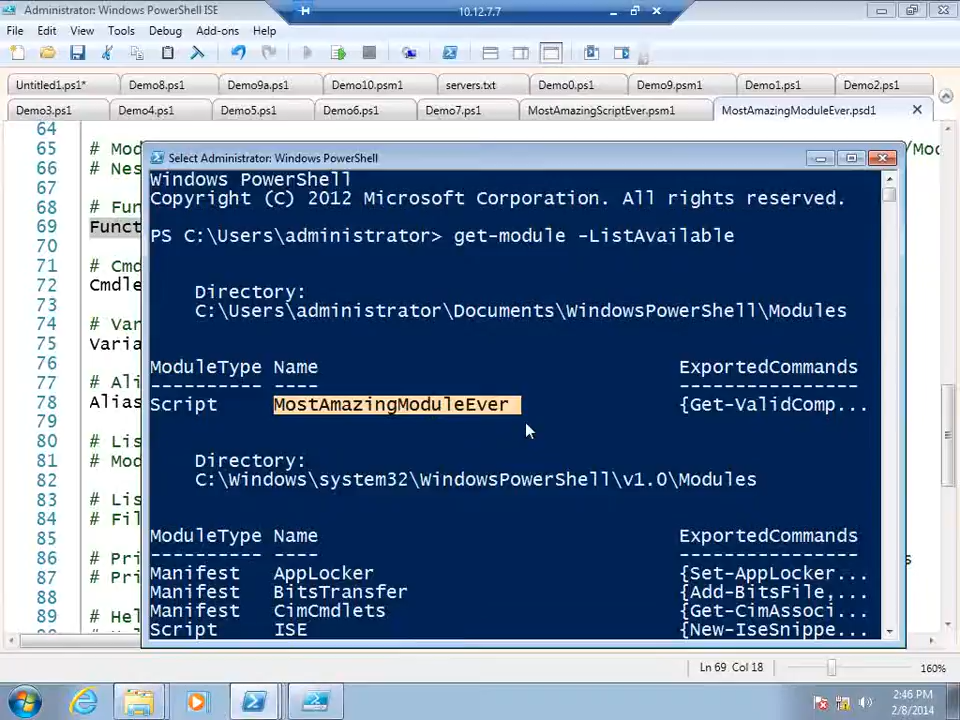 Administrator: Windows PowerShell ISE
10.12.7.7
File Edit View Tools Debug Add-ons Help
Untitled1.ps1* Demo8.ps1 Demo9a.ps1 Demo10.psm1 servers.txt Demo0.ps1 Demo9.psm1 Demo1.ps1 Demo2.ps1
Demo3.ps1 Demo4.ps1 Demo5.ps1 Demo6.ps1 Demo7.ps1 MostAmazingScriptEver.psm1 MostAmazingModuleEver.psd1
64
65 # Mod /Mod
66 # Nes
67
68 # Fun
69 Funct
70
71 # Cmd
72 Cmdle
73
74 # Var
75 Varia
76
77 # Ali
78 Alias
79
80 # Lis
81 # Mod
82
83 # Lis
84 # Fil
85
86 # Pri s
87 # Pri
88
89 # Hel
Select Administrator: Windows PowerShell
Windows PowerShell
Copyright (C) 2012 Microsoft Corporation. All rights reserved.
PS C:\Users\administrator> get-module -ListAvailable
Directory:
C:\Users\administrator\Documents\WindowsPowerShell\Modules
ModuleType Name ExportedCommands
---------- ---- ----------------
Script MostAmazingModuleEver {Get-ValidComp...
Directory:
C:\Windows\system32\WindowsPowerShell\v1.0\Modules
ModuleType Name ExportedCommands
---------- ---- ----------------
Manifest AppLocker {Set-AppLocker...
Manifest BitsTransfer {Add-BitsFile,...
Manifest CimCmdlets {Get-CimAssoci...
Script ISE {New-IseSnippe...
Ln 69 Col 18 160%
2:46 PM
2/8/2014